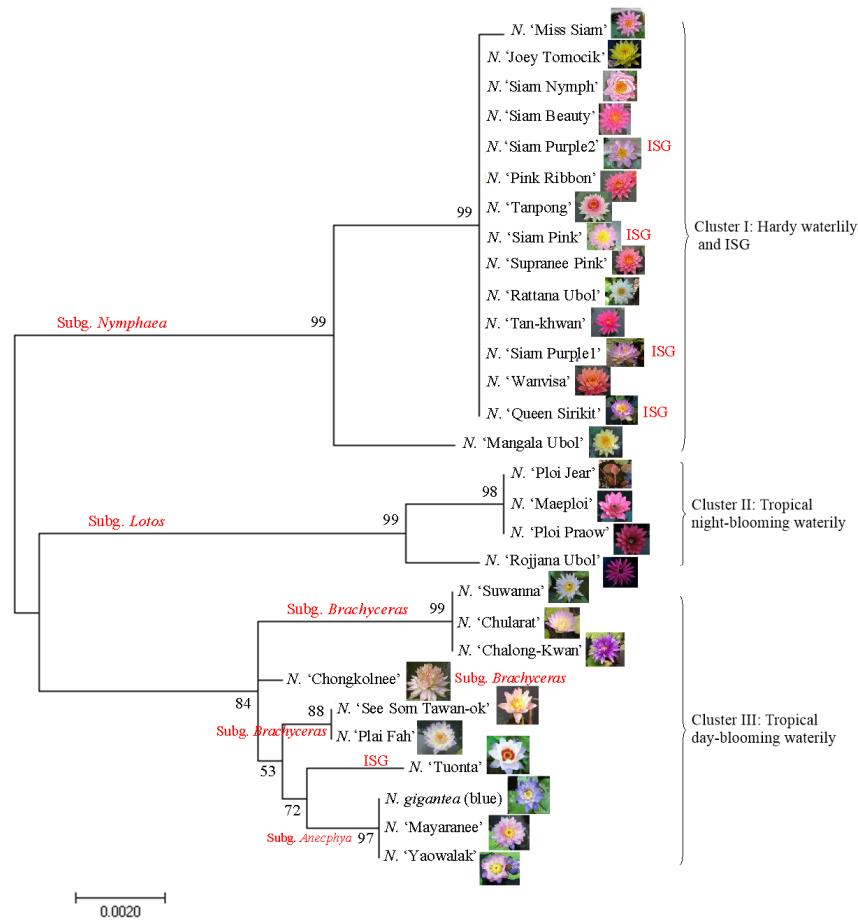 N. ‘Miss Siam’
N. ‘Joey Tomocik’
N. ‘Siam Nymph’
N. ‘Siam Beauty’
N. ‘Siam Purple2’ ISG
N. ‘Pink Ribbon’
N. ‘Tanpong’
99
N. ‘Siam Pink’ ISG
Cluster I: Hardy waterlily
and ISG
N. ‘Supranee Pink’
N. ‘Rattana Ubol’
Subg. Nymphaea
99
N. ‘Tan-khwan’
N. ‘Siam Purple1’ ISG
N. ‘Wanvisa’
N. ‘Queen Sirikit’ ISG
N. ‘Mangala Ubol’
N. ‘Ploi Jear’
98
N. ‘Maeploi’
Cluster II: Tropical
night-blooming waterily
Subg. Lotos
99
N. ‘Ploi Praow’
N. ‘Rojjana Ubol’
N. ‘Suwanna’
Subg. Brachyceras
99
N. ‘Chularat’
N. ‘Chalong-Kwan’
N. ‘Chongkolnee’ Subg. Brachyceras
84
88
N. ‘See Som Tawan-ok’
Cluster III: Tropical
day-blooming waterily
Subg. Brachyceras
N. ‘Plai Fah’
53
ISG
N. ‘Tuonta’
72
N. gigantea (blue)
N. ‘Mayaranee’
Subg. Anecphya
97
N. ‘Yaowalak’
0.0020